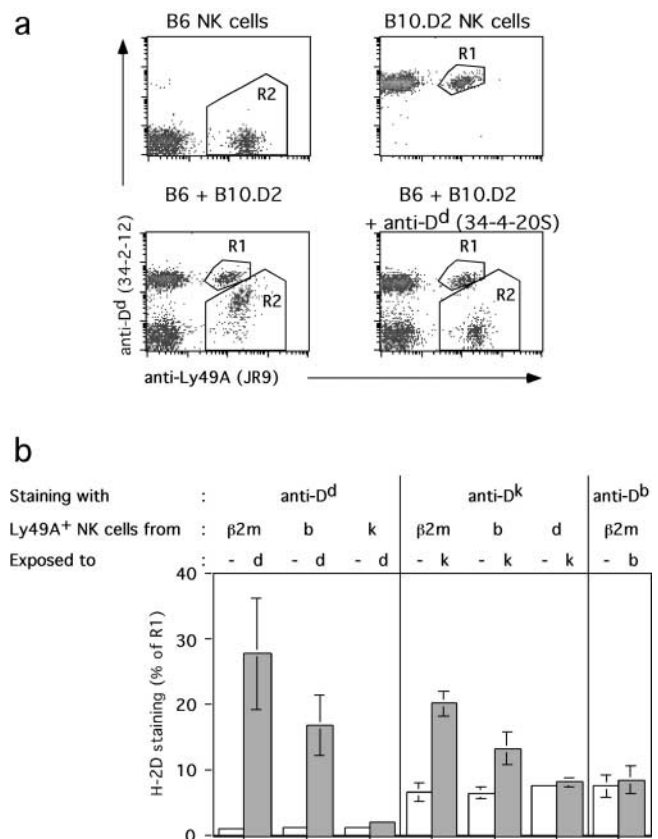 a
B6 NK cells
B10.D2 NK cells
R2
R1
B6 + B10.D2
B6 + B10.D2
+ anti-Dd (34-4-20S)
R1
R2
R1
R2
anti-Dd (34-2-12)
anti-Ly49A (JR9)
b
Staining with : anti-Dd anti-Dk anti-Db
Ly49A+ NK cells from : β2m b k β2m b d β2m
Exposed to : - d - d - d - k - k - k - b
H-2D staining (% of R1)
40
30
20
10
0